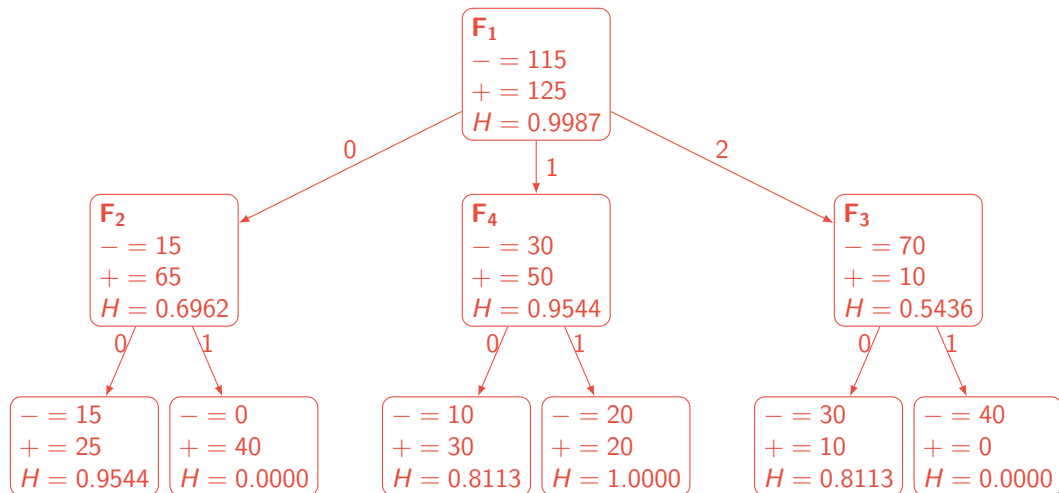 F1
− = 115
+ = 125
H = 0.9987
0
1
2
F2
− = 15
+ = 65
H = 0.6962
F4
− = 30
+ = 50
H = 0.9544
F3
− = 70
+ = 10
H = 0.5436
0
1
0
1
0
1
− = 15
+ = 25
H = 0.9544
− = 0
+ = 40
H = 0.0000
− = 10
+ = 30
H = 0.8113
− = 20
+ = 20
H = 1.0000
− = 30
+ = 10
H = 0.8113
− = 40
+ = 0
H = 0.0000